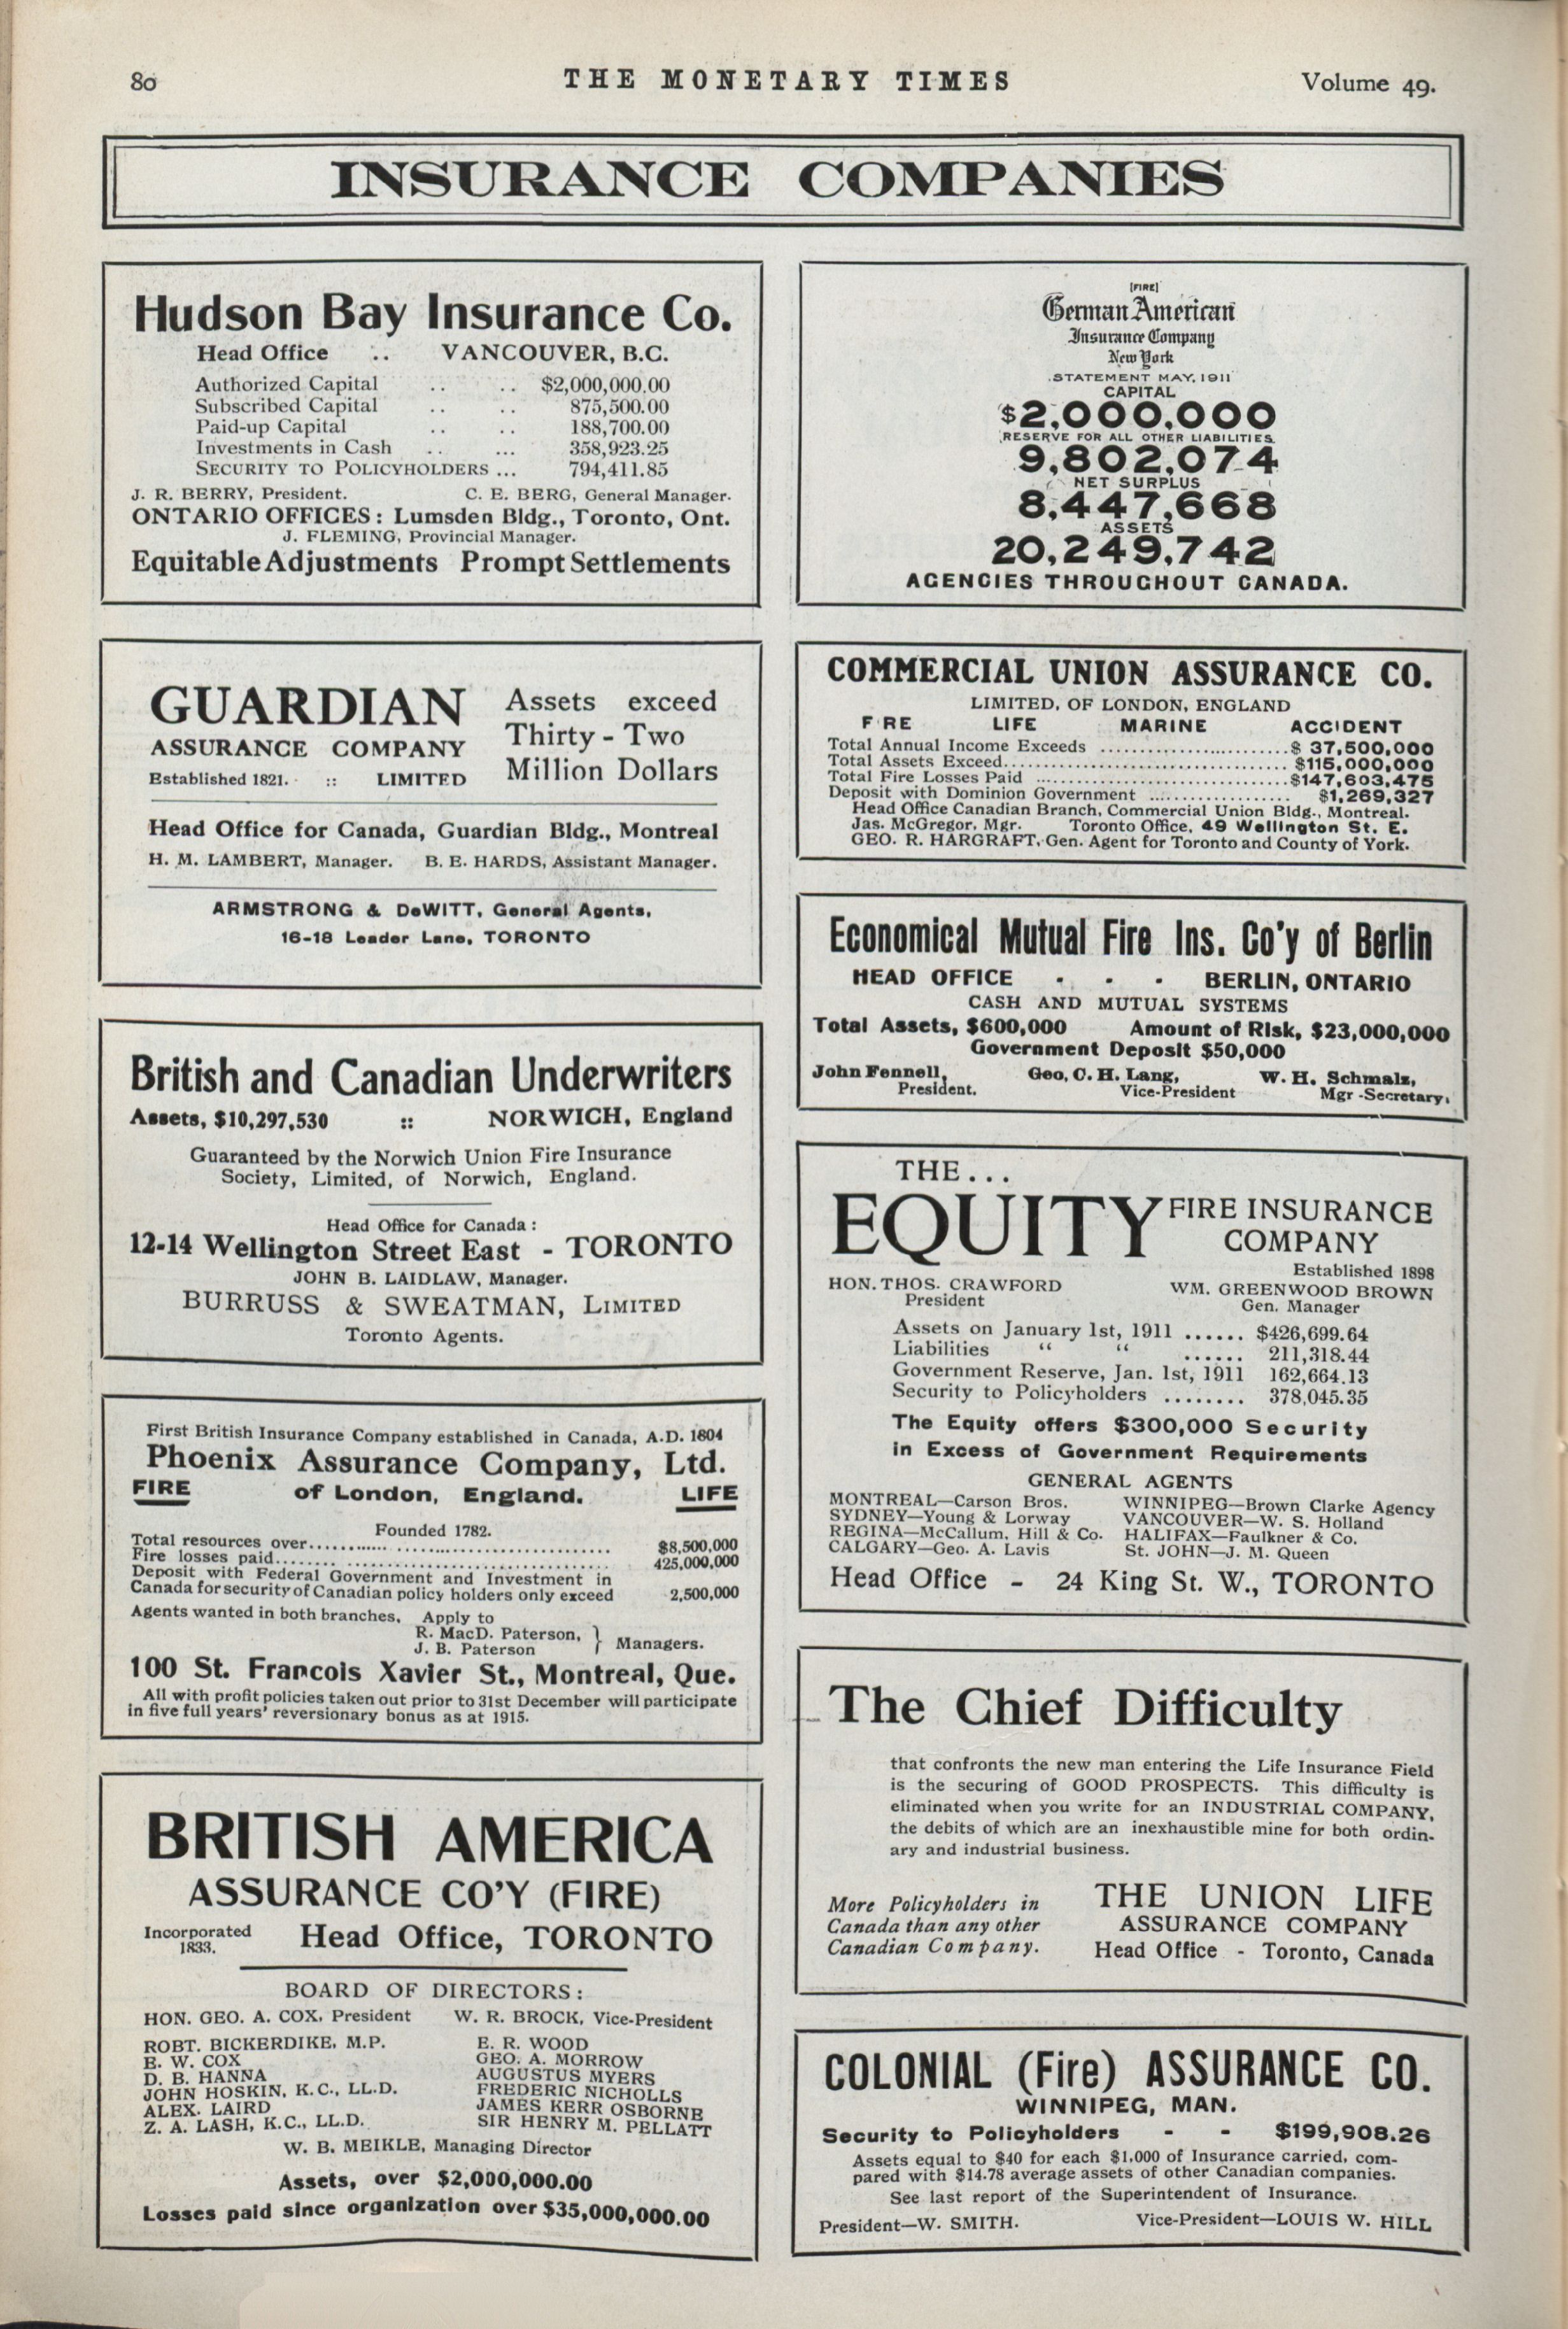 80
THE MONETARY TIMES
Volume 49.
INSURANCE COMPANIES
Hudson Bay Insurance Co.
Head Office .. VANCOUVER, B.C.
Authorized Capital .. .. $2,000,000.00
Subscribed Capital .. .. 875,500.00
Paid-up Capital .. .. 188,700.00
Investments in Cash .. ... 358,923.25
SECURITY TO POLICYHOLDERS ... 794,411.85
J. R. BERRY, President. C. E. BERG, General Manager.
ONTARIO OFFICES: Lumsden Bldg., Toronto, Ont.
J. FLEMING, Provincial Manager.
Equitable Adjustments Prompt Settlements
GUARDIAN
ASSURANCE COMPANY
Established 1821. :: LIMITED
Assets exceed
Thirty-Two
Million Dollars
Head Office for Canada, Guardian Bldg., Montreal
H. M. LAMBERT, Manager. B. E. HARDS, Assistant Manager.
ARMSTRONG & DeWITT, General Agents,
16-18 Leader Lane, TORONTO
British and Canadian Underwriters
Assets, $10,297,530 :: NORWICH, England
Guaranteed by the Norwich Union Fire Insurance
Society, Limited, of Norwich, England.
Head Office for Canada:
12-14 Wellington Street East - TORONTO
JOHN B. LAIDLAW, Manager.
BURRUSS & SWEATMAN, LIMITED
Toronto Agents.
First British Insurance Company established in Canada, A.D. 1804
Phoenix Assurance Company, Ltd.
FIRE of London, England. LIFE
Founded 1782.
Total resources over.......... $8,500,000
Fire losses paid.......... 425,000,000
Deposit with Federal Government and Investment in
Canada for security of Canadian policy holders only exceed 2,500,000
Agents wanted in both branches. Apply to
R. MacD. Paterson,
J. B. Paterson } Managers.
100 St. Francois Xavier St., Montreal, Que.
All with profit policies taken out prior to 31st December will participate
in five full years' reversionary bonus as at 1915.
BRITISH AMERICA
ASSURANCE CO'Y (FIRE)
Incorporated
1833.
Head Office, TORONTO
BOARD OF DIRECTORS:
HON. GEO. A. COX, President W. R. BROCK, Vice-President
ROBT. BICKERDIKE, M.P. E. R. WOOD
E. W. COX GEO. A. MORROW
D. B. HANNA AUGUSTUS MYERS
JOHN HOSKIN, K.C., LL.D. FREDERIC NICHOLLS
ALEX. LAIRD JAMES KERR OSBORNE
Z. A. LASH, K.C., LL.D. SIR HENRY M. PELLATT
W. B. MEIKLE, Managing Director
Assets, over $2,000,000.00
Losses paid since organization over $35,000,000.00
[FIRE]
German American
Insurance Company
New York
STATEMENT MAY, 1911
CAPITAL
$2,000,000
RESERVE FOR ALL OTHER LIABILITIES
9,802,074
NET SURPLUS
8,447,668
ASSETS
20,249,742
AGENCIES THROUGHOUT CANADA.
COMMERCIAL UNION ASSURANCE CO.
LIMITED, OF LONDON, ENGLAND
F RE LIFE MARINE ACCIDENT
Total Annual Income Exceeds ..........$ 37,500,000
Total Assets Exceed.......... $115,000,000
Total Fire Losses Paid ..........$147,603,475
Deposit with Dominion Government .......... $1,269,327
Head Office Canadian Branch, Commercial Union Bldg., Montreal.
Jas. McGregor, Mgr. Toronto Office, 49 Wellington St. E.
GEO. R. HARGRAFT, Gen. Agent for Toronto and County of York.
Economical Mutual Fire Ins. Co'y of Berlin
HEAD OFFICE - - - BERLIN, ONTARIO
CASH AND MUTUAL SYSTEMS
Total Assets, $600,000 Amount of Risk, $23,000,000
Government Deposit $50,000
John Fennell, Geo. C. H. Lang, W. H. Schmalz,
President. Vice-President Mgr-Secretary.
THE...
EQUITY FIRE INSURANCE
COMPANY
Established 1898
HON. THOS. CRAWFORD WM. GREENWOOD BROWN
President Gen. Manager
Assets on January 1st, 1911 ...... $426,699.64
Liabilities “ “ ...... 211,318.44
Government Reserve, Jan. 1st, 1911 162,664.13
Security to Policyholders ........ 378,045.35
The Equity offers $300,000 Security
in Excess of Government Requirements
GENERAL AGENTS
MONTREAL—Carson Bros. WINNIPEG—Brown Clarke Agency
SYDNEY—Young & Lorway VANCOUVER—W. S. Holland
REGINA—McCallum, Hill & Co. HALIFAX—Faulkner & Co.
CALGARY—Geo. A. Lavis St. JOHN—J. M. Queen
Head Office - 24 King St. W., TORONTO
The Chief Difficulty
that confronts the new man entering the Life Insurance Field
is the securing of GOOD PROSPECTS. This difficulty is
eliminated when you write for an INDUSTRIAL COMPANY,
the debits of which are an inexhaustible mine for both ordin-
ary and industrial business.
More Policyholders in
Canada than any other
Canadian Company.
THE UNION LIFE
ASSURANCE COMPANY
Head Office - Toronto, Canada
COLONIAL (Fire) ASSURANCE CO.
WINNIPEG, MAN.
Security to Policyholders - - $199,908.26
Assets equal to $40 for each $1,000 of Insurance carried, com-
pared with $14.78 average assets of other Canadian companies.
See last report of the Superintendent of Insurance.
President—W. SMITH. Vice-President—LOUIS W. HILL